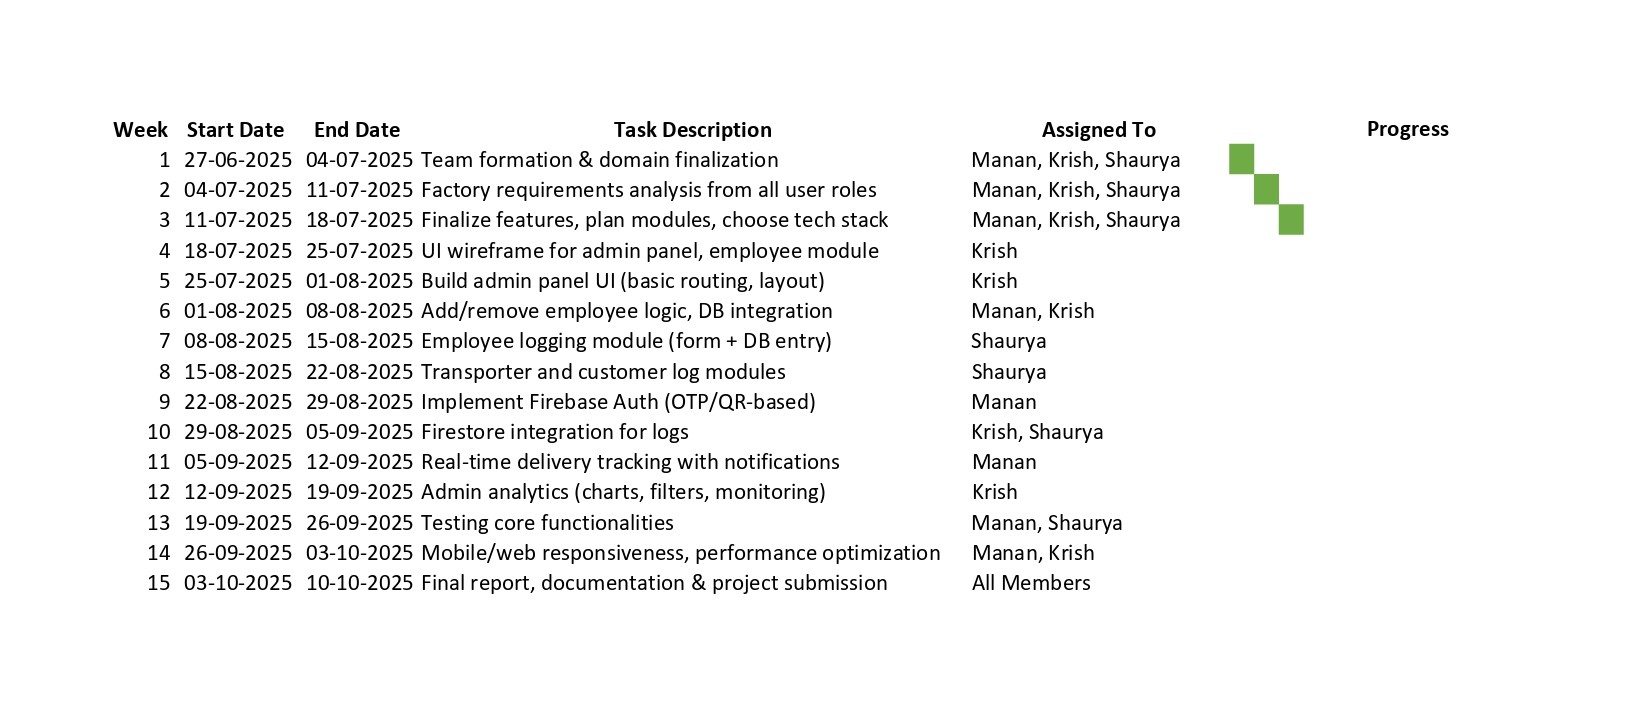 Week Start Date End Date Task Description Assigned To Progress
1 27-06-2025 04-07-2025 Team formation & domain finalization Manan, Krish, Shaurya
2 04-07-2025 11-07-2025 Factory requirements analysis from all user roles Manan, Krish, Shaurya
3 11-07-2025 18-07-2025 Finalize features, plan modules, choose tech stack Manan, Krish, Shaurya
4 18-07-2025 25-07-2025 UI wireframe for admin panel, employee module Krish
5 25-07-2025 01-08-2025 Build admin panel UI (basic routing, layout) Krish
6 01-08-2025 08-08-2025 Add/remove employee logic, DB integration Manan, Krish
7 08-08-2025 15-08-2025 Employee logging module (form + DB entry) Shaurya
8 15-08-2025 22-08-2025 Transporter and customer log modules Shaurya
9 22-08-2025 29-08-2025 Implement Firebase Auth (OTP/QR-based) Manan
10 29-08-2025 05-09-2025 Firestore integration for logs Krish, Shaurya
11 05-09-2025 12-09-2025 Real-time delivery tracking with notifications Manan
12 12-09-2025 19-09-2025 Admin analytics (charts, filters, monitoring) Krish
13 19-09-2025 26-09-2025 Testing core functionalities Manan, Shaurya
14 26-09-2025 03-10-2025 Mobile/web responsiveness, performance optimization Manan, Krish
15 03-10-2025 10-10-2025 Final report, documentation & project submission All Members